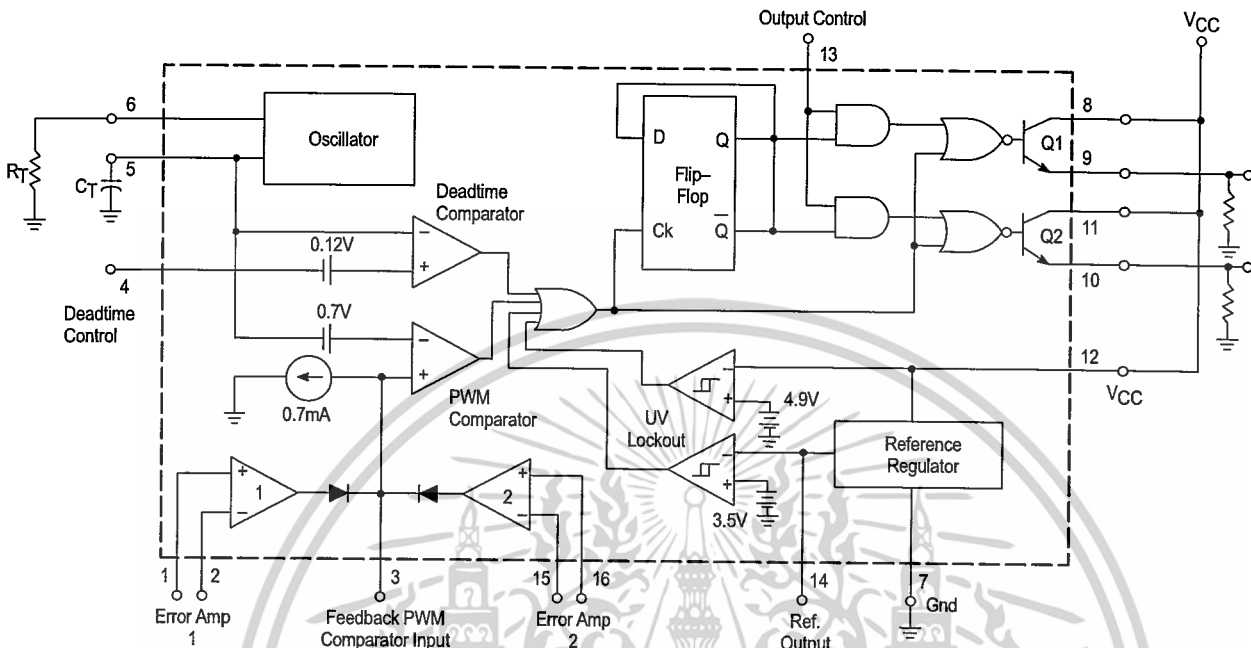 Output Control
13
VCC
6
RT
5
CT
Oscillator
Deadtime
Comparator
0.12V
4
Deadtime
Control
0.7V
0.7mA
PWM
Comparator
D
Q
Flip–
Flop
Ck
Q
8
Q1
9
11
Q2
10
12
VCC
UV
Lockout
4.9V
3.5V
Reference
Regulator
1
2
1
2
3
15
16
14
7
Gnd
Error Amp
1
Feedback PWM
Comparator Input
Error Amp
2
Ref.
Output